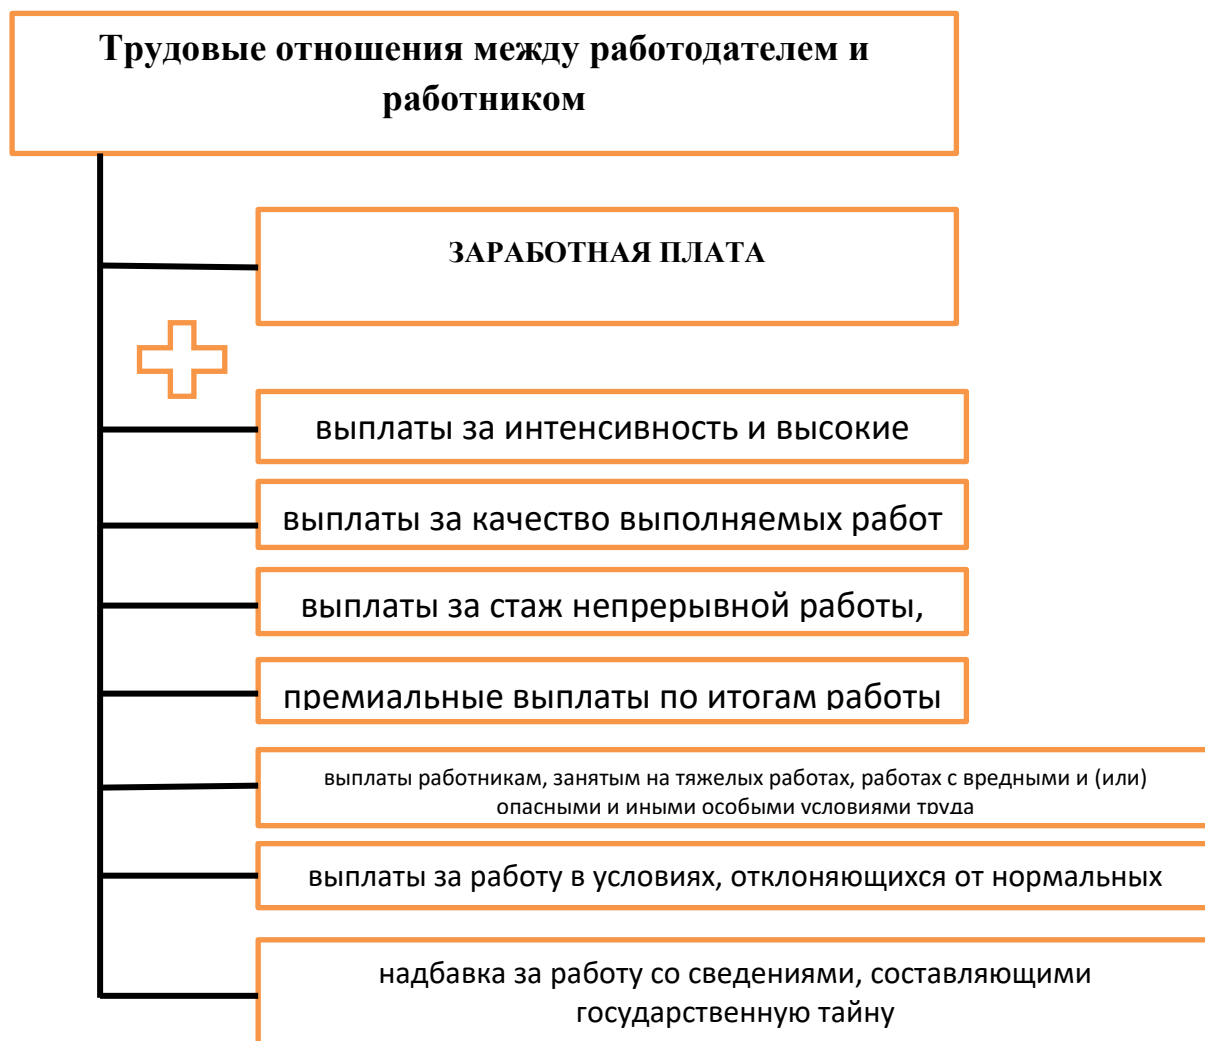 Трудовые отношения между работодателем и
работником
ЗАРАБОТНАЯ ПЛАТА
выплаты за интенсивность и высокие
выплаты за качество выполняемых работ
выплаты за стаж непрерывной работы,
премиальные выплаты по итогам работы
выплаты работникам, занятым на тяжелых работах, работах с вредными и (или)
опасными и иными особыми условиями труда
выплаты за работу в условиях, отклоняющихся от нормальных
надбавка за работу со сведениями, составляющими
государственную тайну